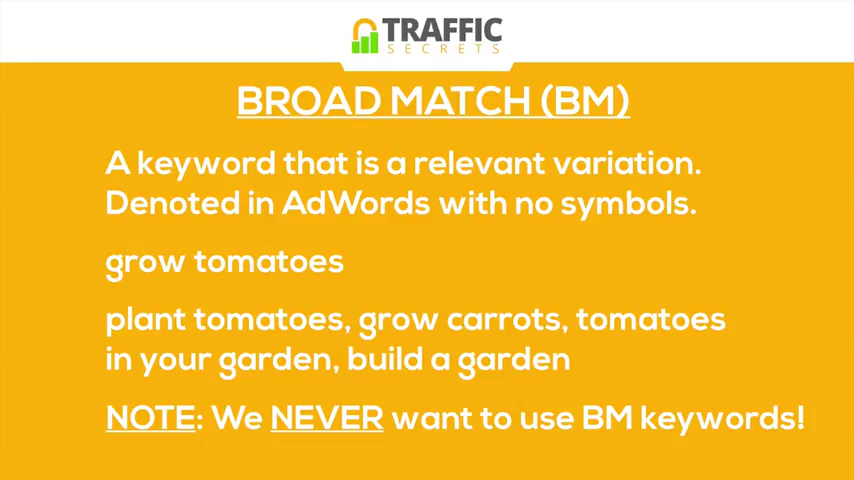 TRAFFIC
SECRETS
BROAD MATCH (BM)
A keyword that is a relevant variation.
Denoted in AdWords with no symbols.
grow tomatoes
plant tomatoes, grow carrots, tomatoes
in your garden, build a garden
NOTE: We NEVER want to use BM keywords!